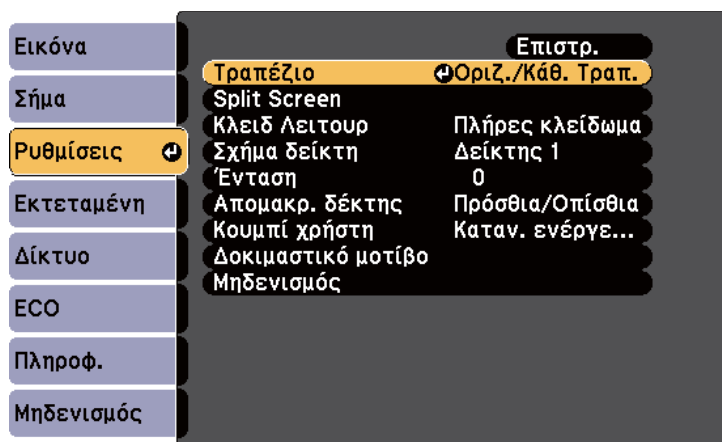 Εικόνα
Σήμα
Ρυθμίσεις
Εκτεταμένη
Δίκτυο
ECO
Πληροφ.
Μηδενισμός
Επιστρ.
Τραπέζιο Οριζ./Κάθ. Τραπ.
Split Screen
Κλειδ Λειτουρ Πλήρες κλείδωμα
Σχήμα δείκτη Δείκτης 1
Ένταση 0
Απομακρ. δέκτης Πρόσθια/Οπίσθια
Κουμπί χρήστη Καταν. ενέργε...
Δοκιμαστικό μοτίβο
Μηδενισμός